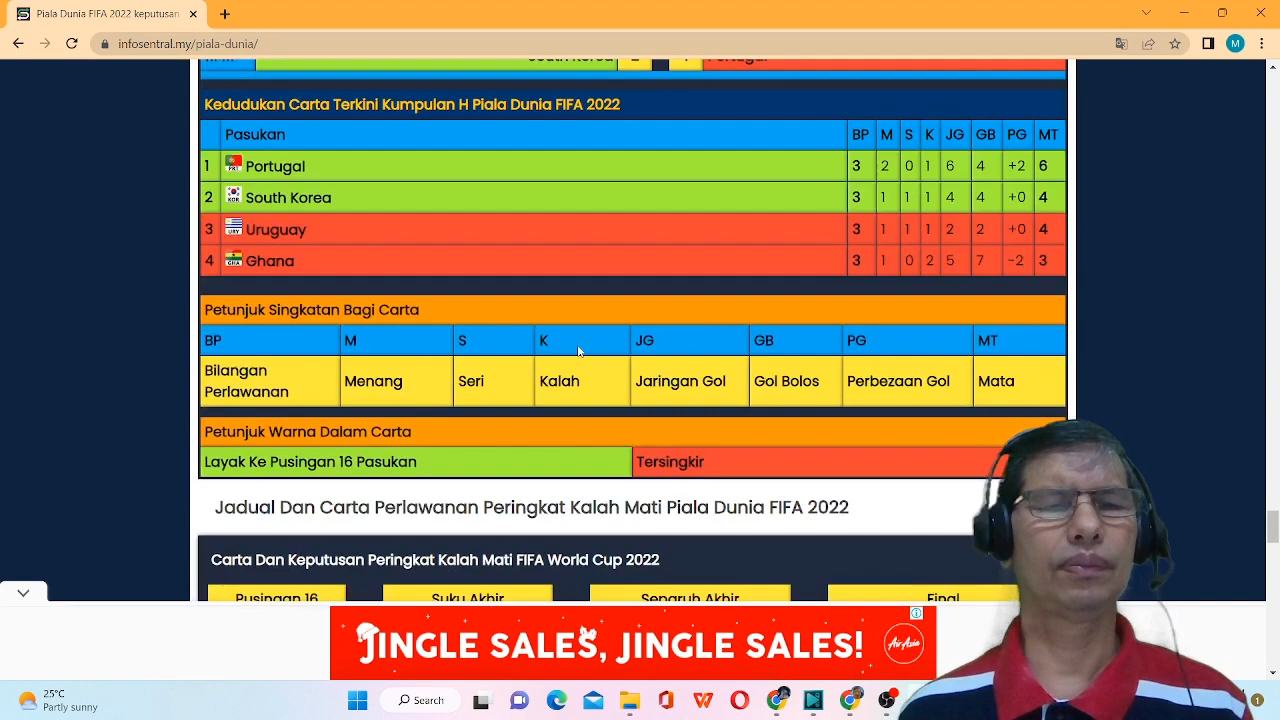 Piala Dunia FIFA 2022 keputusan
infosentral.my/piala-dunia/
M
South Korea
Portugal
Kedudukan Carta Terkini Kumpulan H Piala Dunia FIFA 2022
Pasukan BP M S K JG GB PG MT
1 Portugal 3 2 0 1 6 4 +2 6
2 South Korea 3 1 1 1 4 4 +0 4
3 Uruguay 3 1 1 1 2 2 +0 4
4 Ghana 3 1 0 2 5 7 -2 3
Petunjuk Singkatan Bagi Carta
BP M S K JG GB PG MT
Bilangan Perlawanan Menang Seri Kalah Jaringan Gol Gol Bolos Perbezaan Gol Mata
Petunjuk Warna Dalam Carta
Layak Ke Pusingan 16 Pasukan Tersingkir
Jadual Dan Carta Perlawanan Peringkat Kalah Mati Piala Dunia FIFA 2022
Carta Dan Keputusan Peringkat Kalah Mati FIFA World Cup 2022
Pusingan 16 Suku Akhir Separuh Akhir Final
JINGLE SALES, JINGLE SALES!
AirAsia
25°C
Partly sunny
Search
1